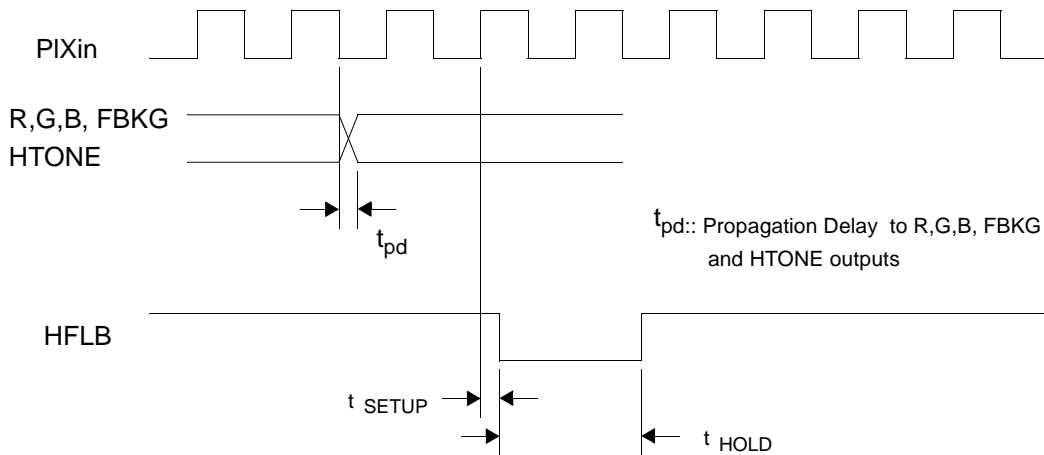 PIXin
R,G,B, FBKG
HTONE
tpd
tpd:: Propagation Delay to R,G,B, FBKG
and HTONE outputs
HFLB
t SETUP
t HOLD